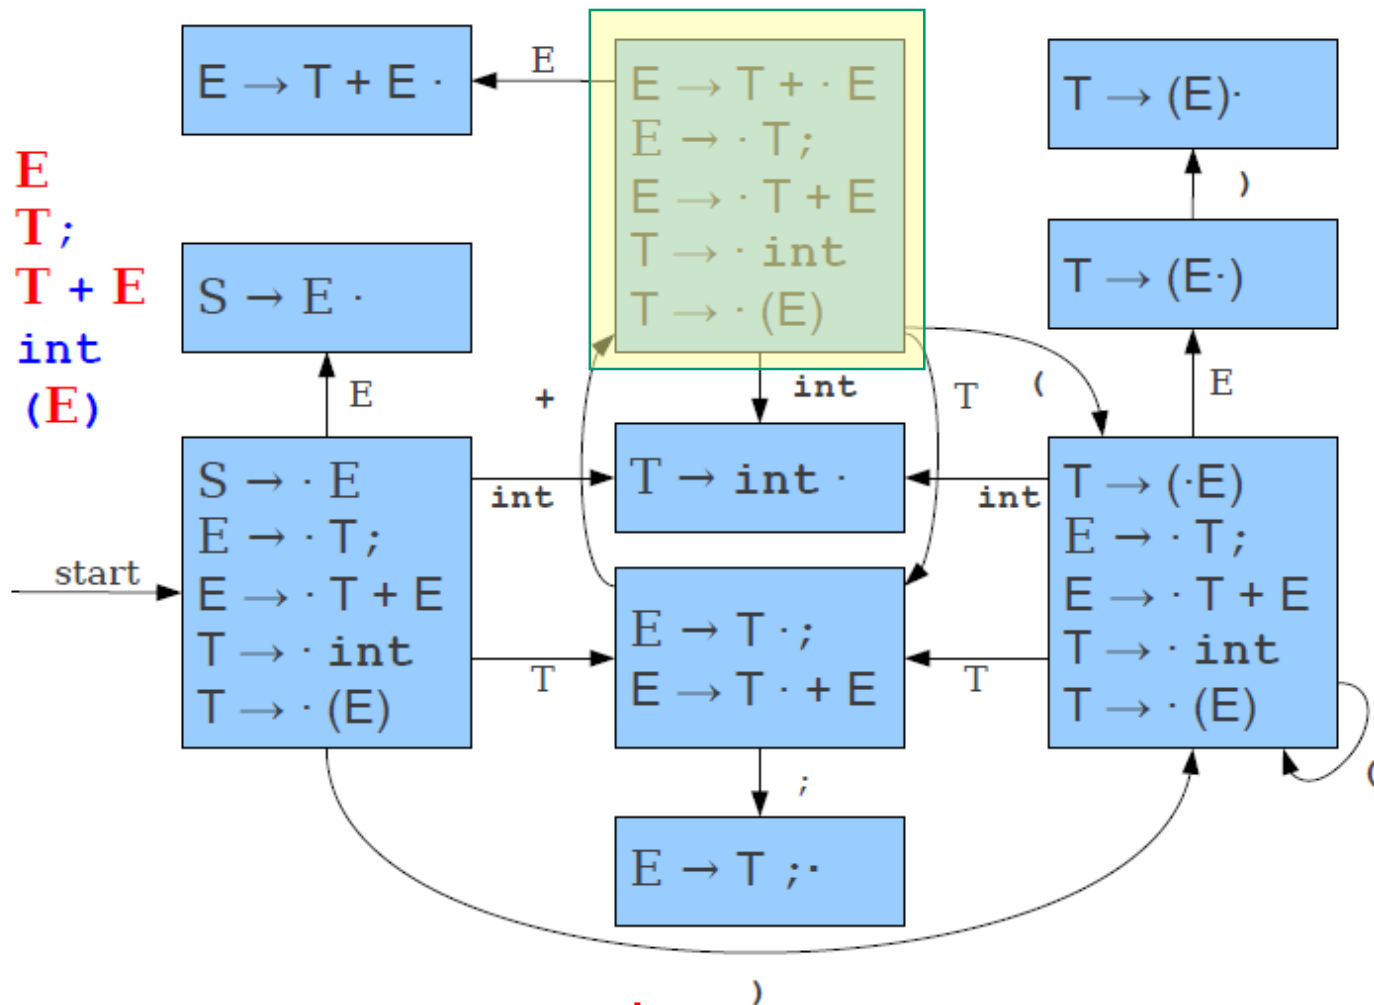 E → T + E ·
E
E → T + · E
E → · T ;
E → · T + E
T → · int
T → · (E)
T → (E)·
)
T → (E·)
E
T ;
T + E
int
(E)
S → E ·
E
+
int
T
(
E
S → · E
E → · T ;
E → · T + E
T → · int
T → · (E)
start
int
T → int ·
int
T → (·E)
E → · T ;
E → · T + E
T → · int
T → · (E)
T
E → T · ;
E → T · + E
T
(
;
E → T ; ·
)